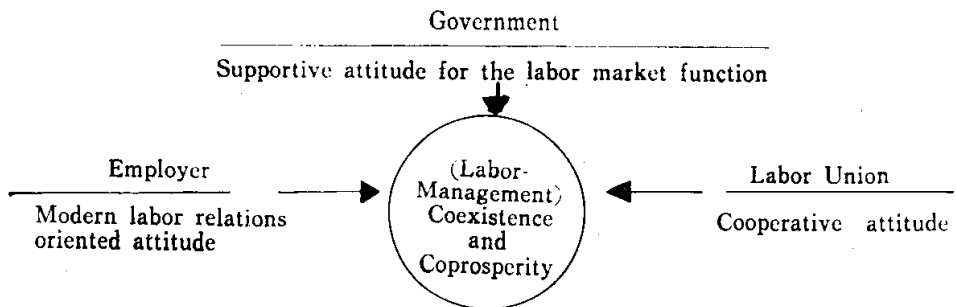 Government
Supportive attitude for the labor market function
Employer
Modern labor relations
oriented attitude
(Labor-
Management)
Coexistence
and
Coprosperity
Labor Union
Cooperative attitude